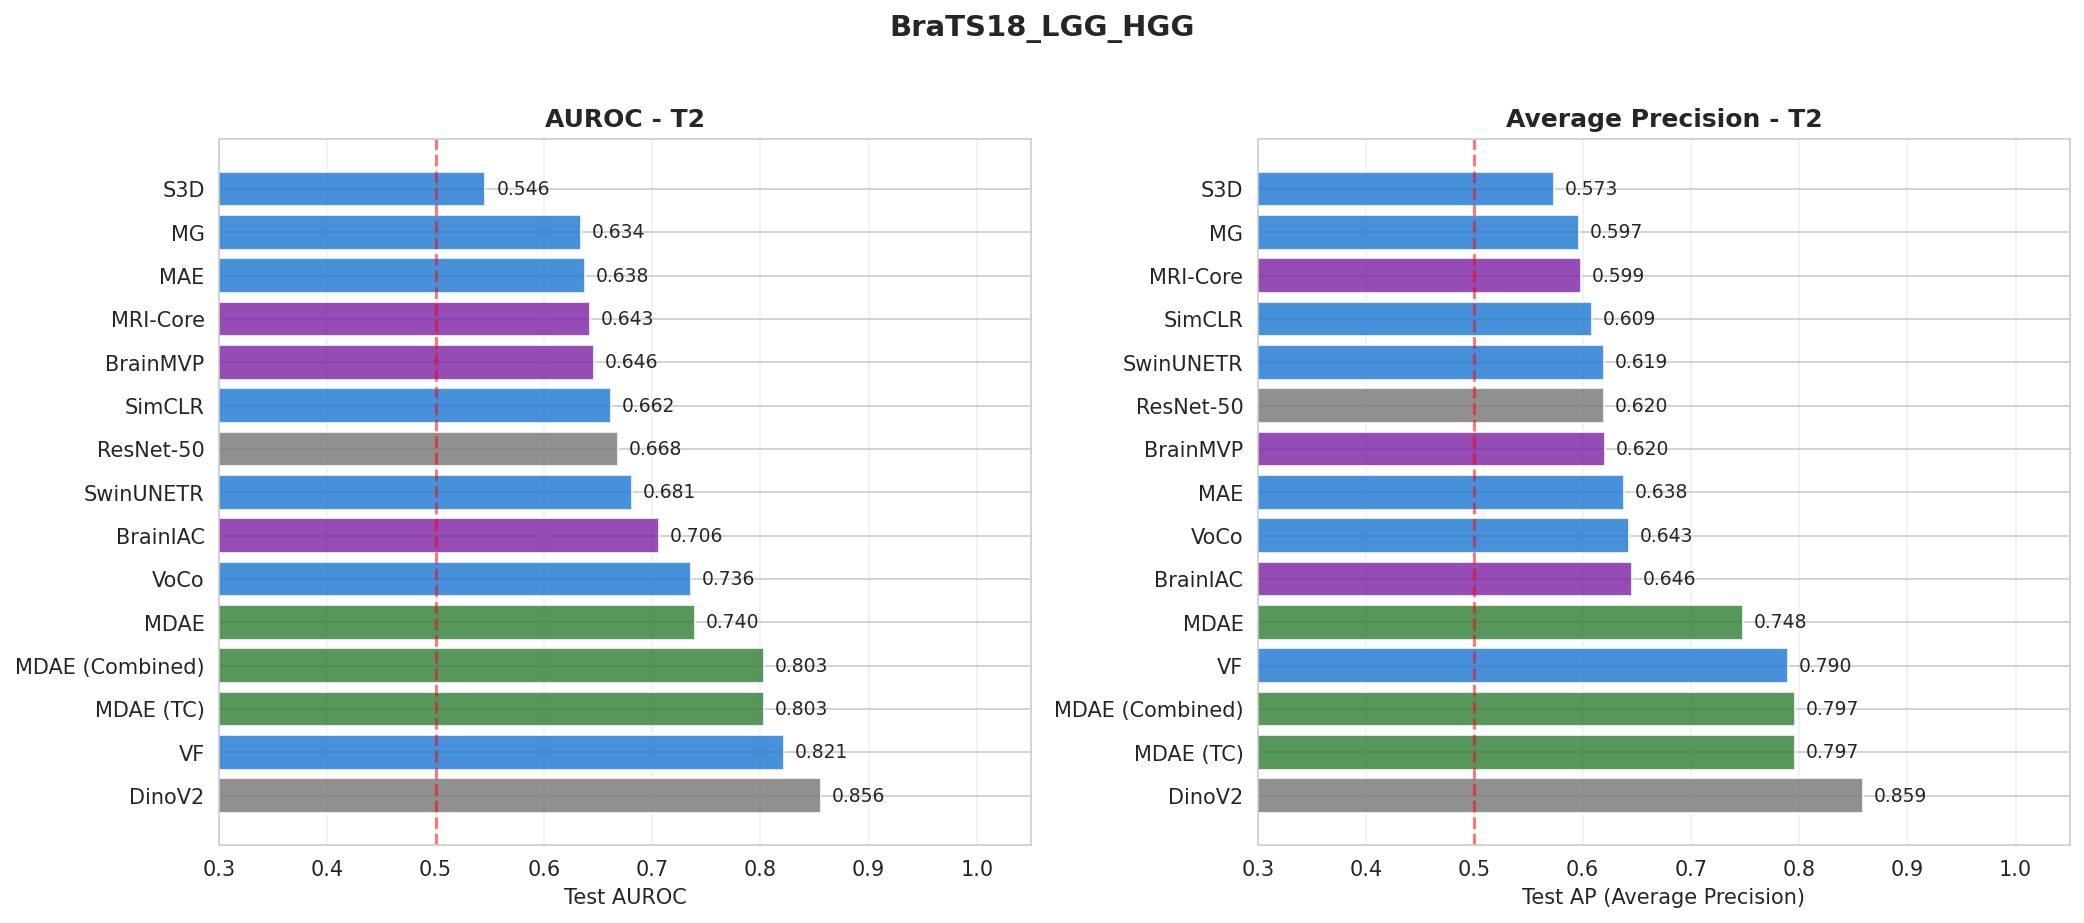 BraTS18_LGG_HGG
AUROC - T2
S3D 0.546
MG 0.634
MAE 0.638
MRI-Core 0.643
BrainMVP 0.646
SimCLR 0.662
ResNet-50 0.668
SwinUNETR 0.681
BrainIAC 0.706
VoCo 0.736
MDAE 0.740
MDAE (Combined) 0.803
MDAE (TC) 0.803
VF 0.821
DinoV2 0.856
0.3 0.4 0.5 0.6 0.7 0.8 0.9 1.0
Test AUROC
Average Precision - T2
S3D 0.573
MG 0.597
MRI-Core 0.599
SimCLR 0.609
SwinUNETR 0.619
ResNet-50 0.620
BrainMVP 0.620
MAE 0.638
VoCo 0.643
BrainIAC 0.646
MDAE 0.748
VF 0.790
MDAE (Combined) 0.797
MDAE (TC) 0.797
DinoV2 0.859
0.3 0.4 0.5 0.6 0.7 0.8 0.9 1.0
Test AP (Average Precision)